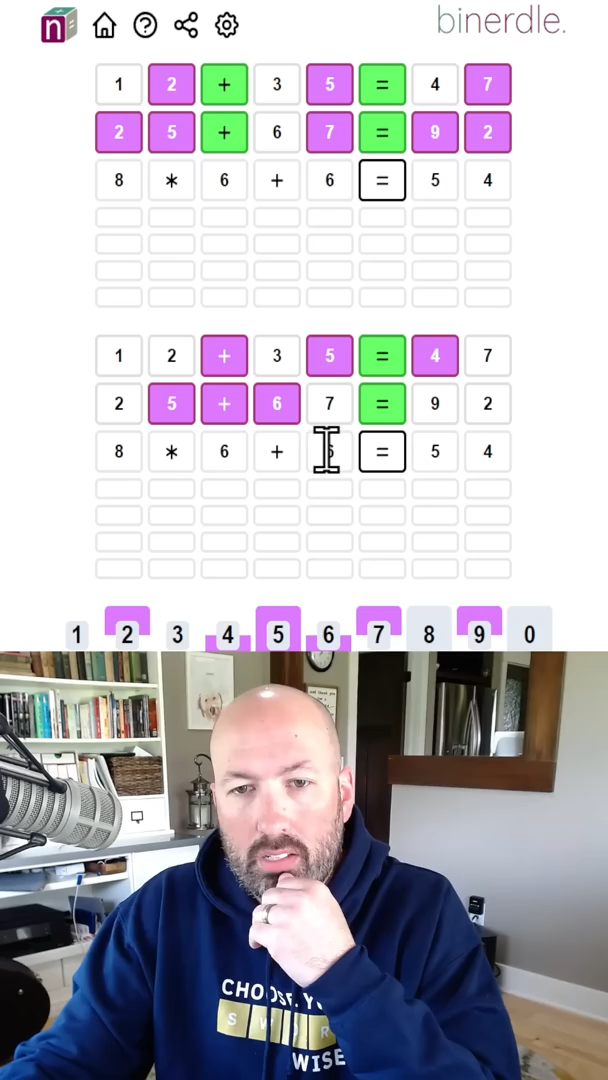 n =
binerdle.
1 2 + 3 5 = 4 7
2 5 + 6 7 = 9 2
8 * 6 + 6 = 5 4
1 2 + 3 5 = 4 7
2 5 + 6 7 = 9 2
8 * 6 + 6 = 5 4
1 2 3 4 5 6 7 8 9 0
CHOOSE Y
S W R
WISE